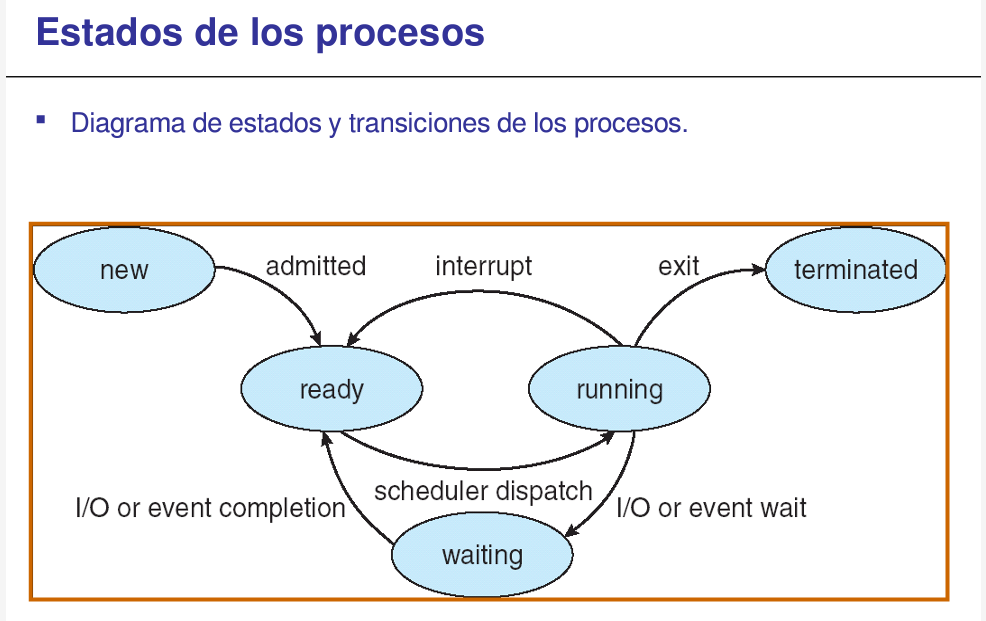 Estados de los procesos
Diagrama de estados y transiciones de los procesos.
new
admitted
interrupt
exit
terminated
ready
running
scheduler dispatch
I/O or event completion
I/O or event wait
waiting